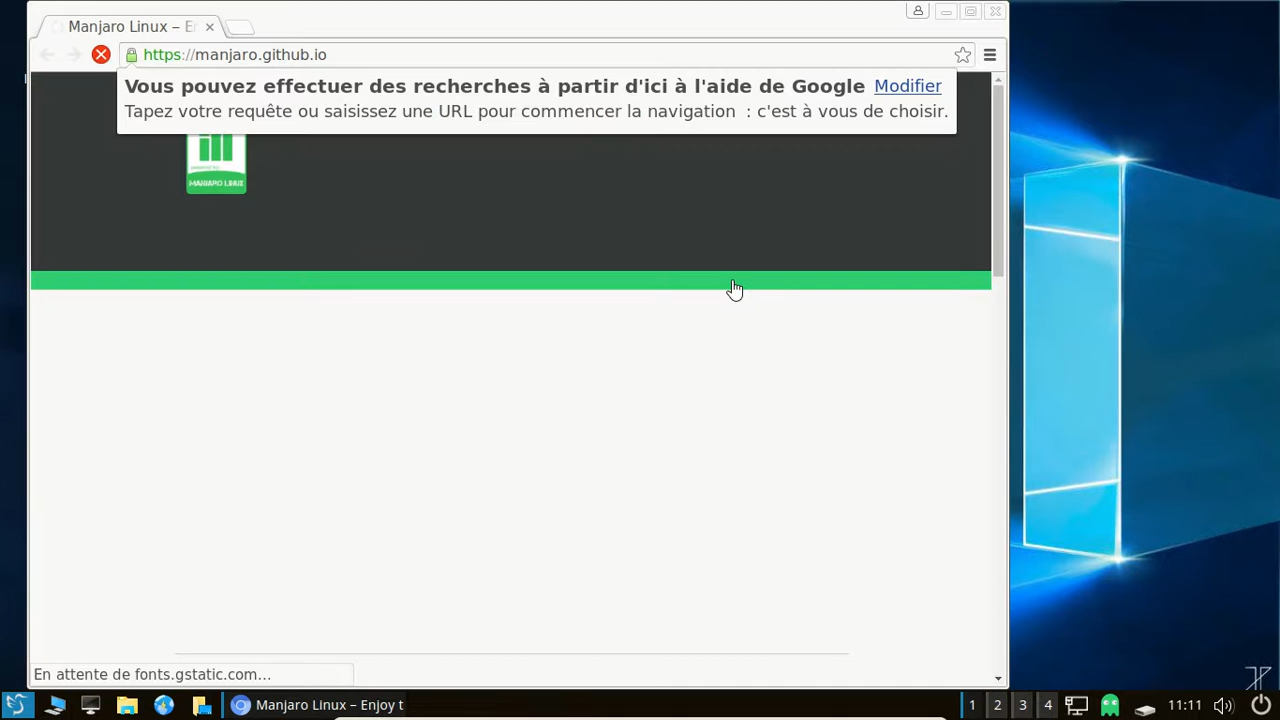 Manjaro Linux – E
https://manjaro.github.io
Vous pouvez effectuer des recherches à partir d'ici à l'aide de Google Modifier
Tapez votre requête ou saisissez une URL pour commencer la navigation : c'est à vous de choisir.
MANJARO LINUX
En attente de fonts.gstatic.com...
Manjaro Linux – Enjoy t
1 2 3 4
11:11